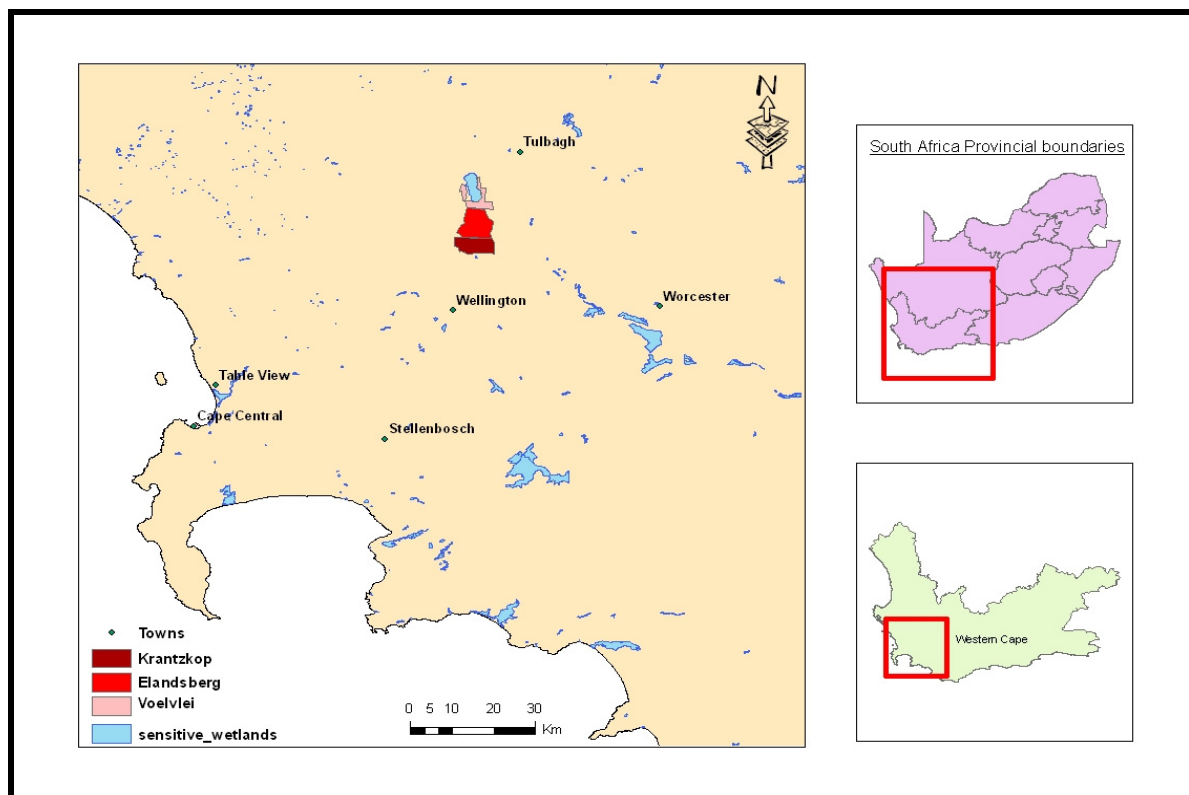 N
Tulbagh
Wellington
Worcester
Table View
Cape Central
Stellenbosch
Towns
Krantzkop
Elandsberg
Voelvlei
sensitive_wetlands
0 5 10 20 30
Km
South Africa Provincial boundaries
Western Cape